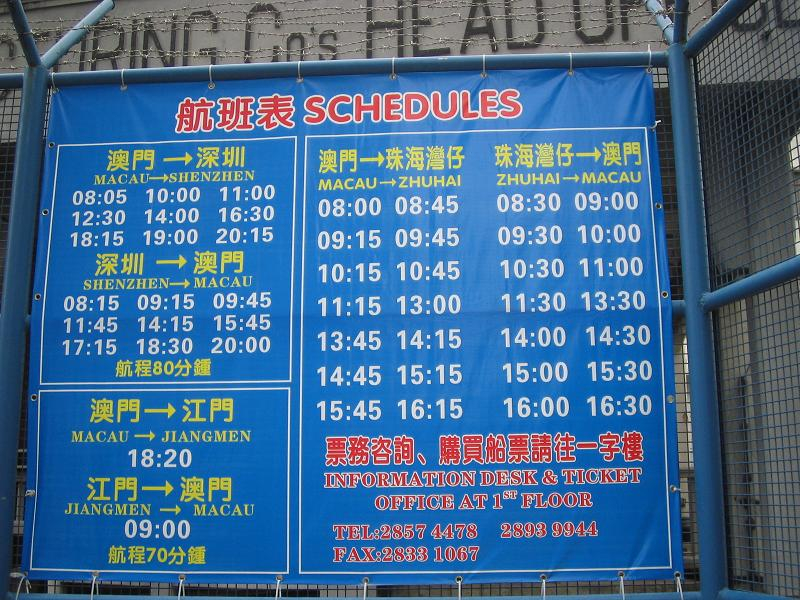 FIRING Co's HEAD
航班表 SCHEDULES
澳門→深圳
MACAU→SHENZHEN
08:05 10:00 11:00
12:30 14:00 16:30
18:15 19:00 20:15
深圳→澳門
SHENZHEN→MACAU
08:15 09:15 09:45
11:45 14:15 15:45
17:15 18:30 20:00
航程80分鍾
澳門→江門
MACAU→JIANGMEN
18:20
江門→澳門
JIANGMEN→MACAU
09:00
航程70分鍾
澳門→珠海灣仔
MACAU→ZHUHAI
08:00 08:45
09:15 09:45
10:15 10:45
11:15 13:00
13:45 14:15
14:45 15:15
15:45 16:15
珠海灣仔→澳門
ZHUHAI→MACAU
08:30 09:00
09:30 10:00
10:30 11:00
11:30 13:30
14:00 14:30
15:00 15:30
16:00 16:30
票務咨詢、購買船票請往一字樓
INFORMATION DESK & TICKET
OFFICE AT 1ST FLOOR
TEL:2857 4478 2893 9944
FAX:2833 1067